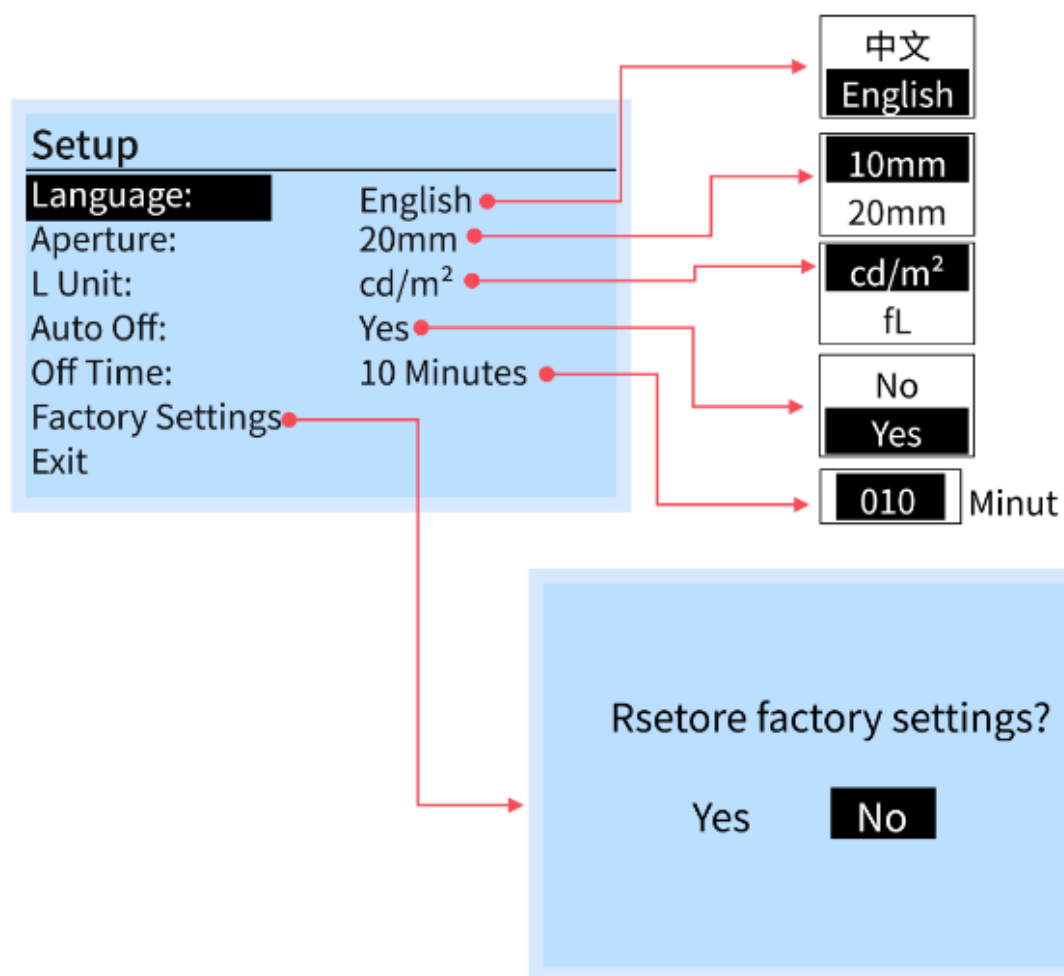 Setup
Language: English
Aperture: 20mm
L Unit: cd/m²
Auto Off: Yes
Off Time: 10 Minutes
Factory Settings
Exit
中文
English
10mm
20mm
cd/m²
fL
No
Yes
010 Minut
Rsetore factory settings?
Yes No